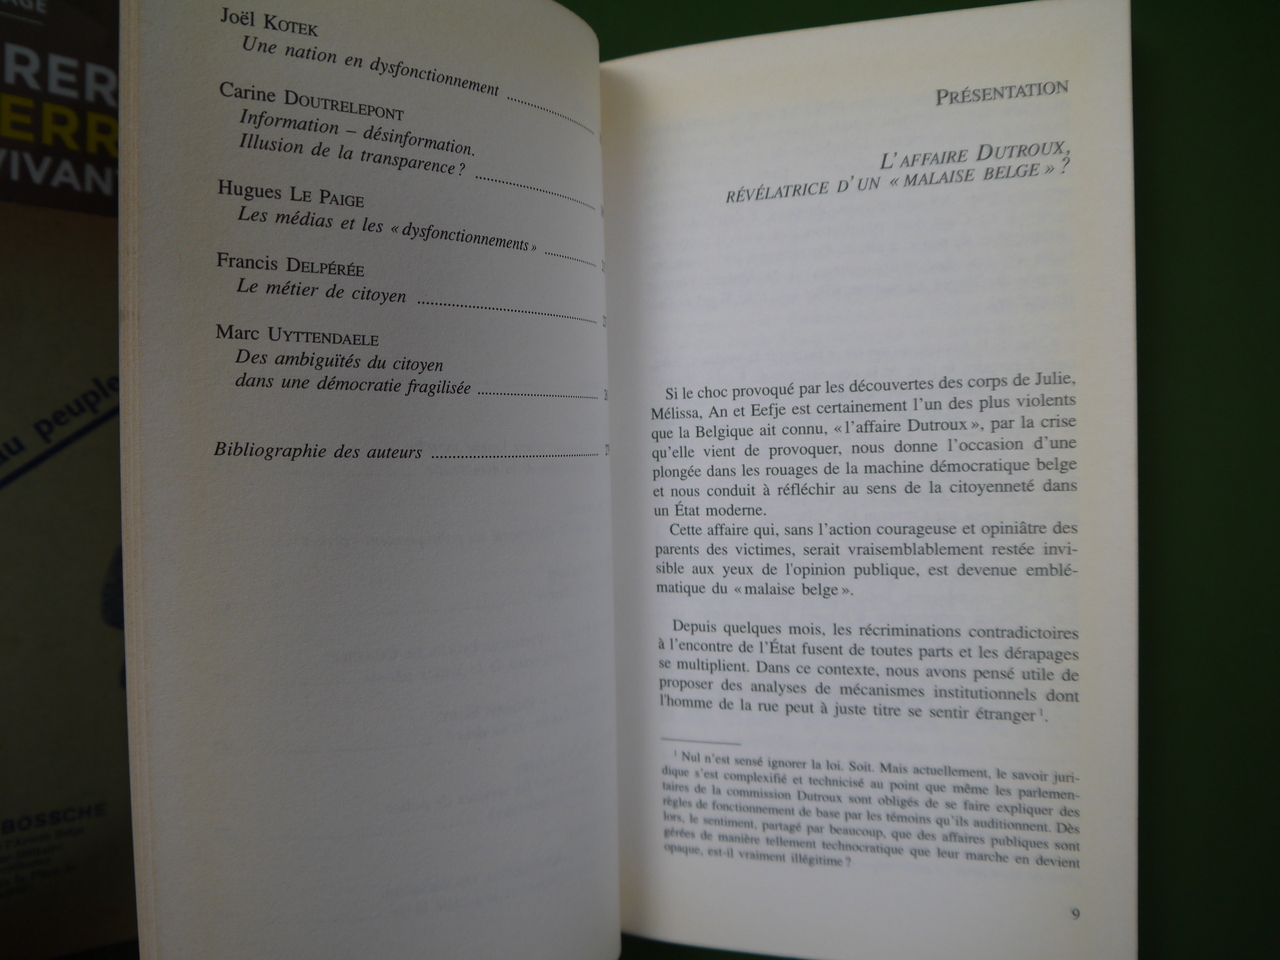 RER
ERR
VIVAN
au peuple
BOSSCHE
Joël KOTEK
Une nation en dysfonctionnement
Carine DOUTRELEPONT
Information – désinformation.
Illusion de la transparence ?
Hugues LE PAIGE
Les médias et les « dysfonctionnements »
Francis DELPÉRÉE
Le métier de citoyen
Marc UYTTENDAELE
Des ambiguïtés du citoyen
dans une démocratie fragilisée
Bibliographie des auteurs
PRÉSENTATION
L'AFFAIRE DUTROUX,
RÉVÉLATRICE D'UN « MALAISE BELGE » ?
Si le choc provoqué par les découvertes des corps de Julie,
Mélissa, An et Eefje est certainement l'un des plus violents
que la Belgique ait connu, « l'affaire Dutroux », par la crise
qu'elle vient de provoquer, nous donne l'occasion d'une
plongée dans les rouages de la machine démocratique belge
et nous conduit à réfléchir au sens de la citoyenneté dans
un État moderne.
Cette affaire qui, sans l'action courageuse et opiniâtre des
parents des victimes, serait vraisemblablement restée invi-
sible aux yeux de l'opinion publique, est devenue emblé-
matique du « malaise belge ».
Depuis quelques mois, les récriminations contradictoires
à l'encontre de l'État fusent de toutes parts et les dérapages
se multiplient. Dans ce contexte, nous avons pensé utile de
proposer des analyses de mécanismes institutionnels dont
l'homme de la rue peut à juste titre se sentir étranger ¹.
¹ Nul n'est sensé ignorer la loi. Soit. Mais actuellement, le savoir juri-
dique s'est complexifié et technicisé au point que même les parlemen-
taires de la commission Dutroux sont obligés de se faire expliquer des
règles de fonctionnement de base par les témoins qu'ils auditionnent. Dès
lors, le sentiment, partagé par beaucoup, que des affaires publiques sont
gérées de manière tellement technocratique que leur marche en devient
opaque, est-il vraiment illégitime ?
9